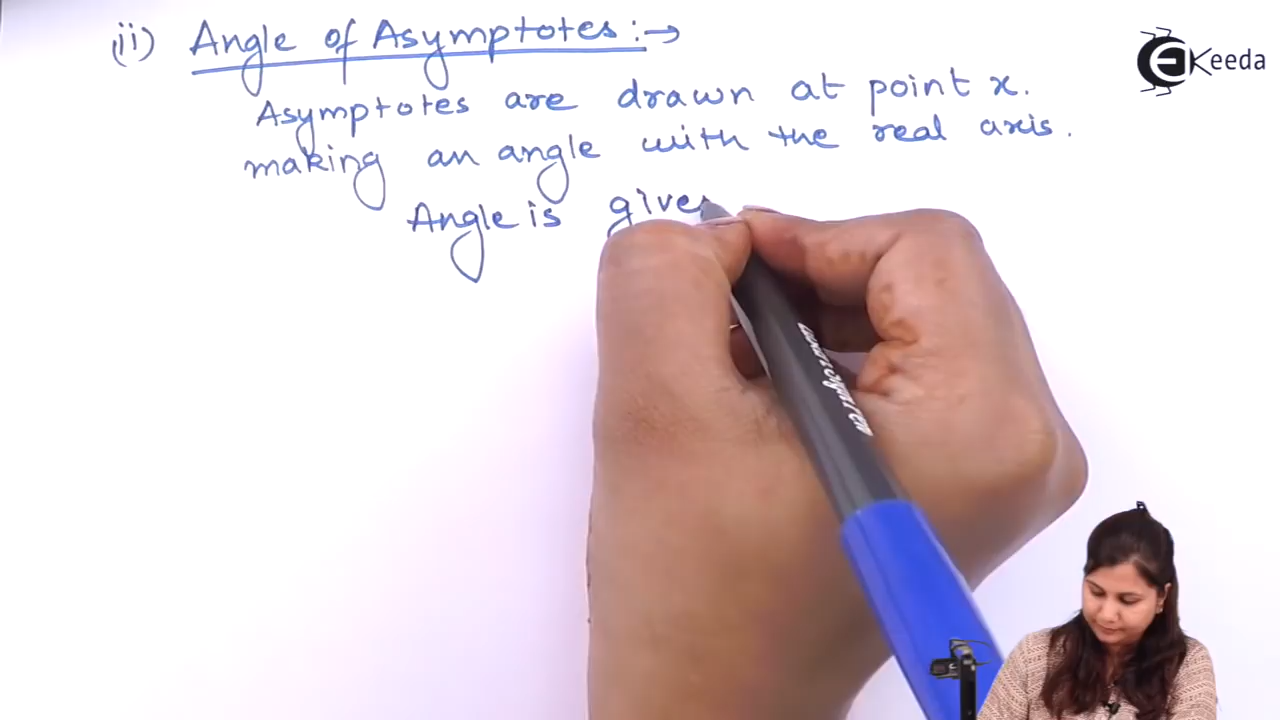 (ii) Angle of Asymptotes :→
Asymptotes are drawn at point x.
making an angle with the real axis.
Angle is give
EKeeda